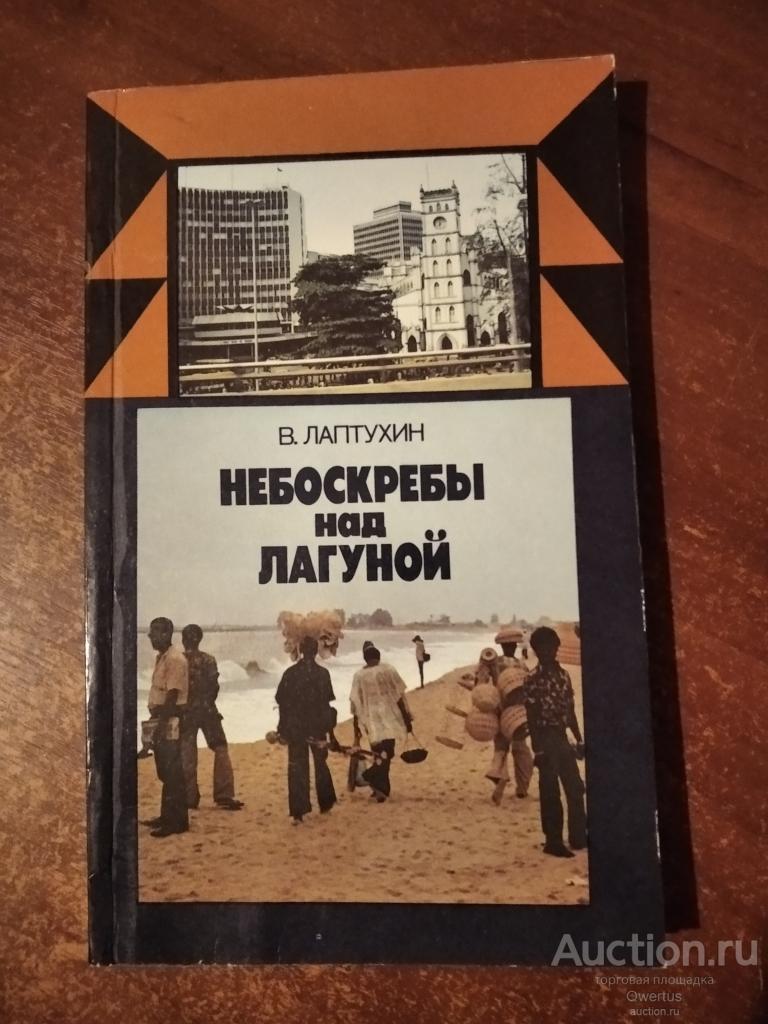 В. ЛАПТУХИН
НЕБОСКРЕБЫ
над
ЛАГУНОЙ
Auction.ru
торговая площадка
Qwertus
auction.ru